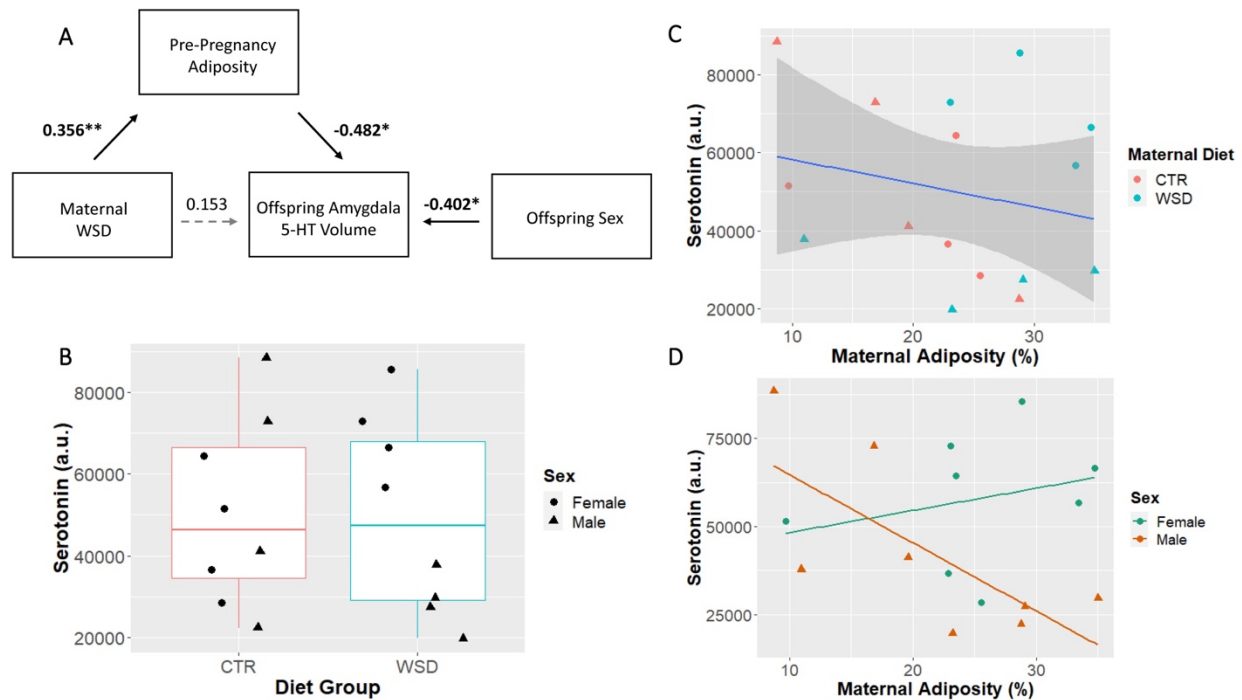 A
Pre-Pregnancy
Adiposity
0.356**
-0.482*
Maternal
WSD
0.153
Offspring Amygdala
5-HT Volume
-0.402*
Offspring Sex
B
80000
60000
40000
20000
Serotonin (a.u.)
CTR
WSD
Diet Group
Sex
Female
Male
C
80000
60000
40000
20000
Serotonin (a.u.)
10
20
30
Maternal Adiposity (%)
Maternal Diet
CTR
WSD
D
75000
50000
25000
Serotonin (a.u.)
10
20
30
Maternal Adiposity (%)
Sex
Female
Male